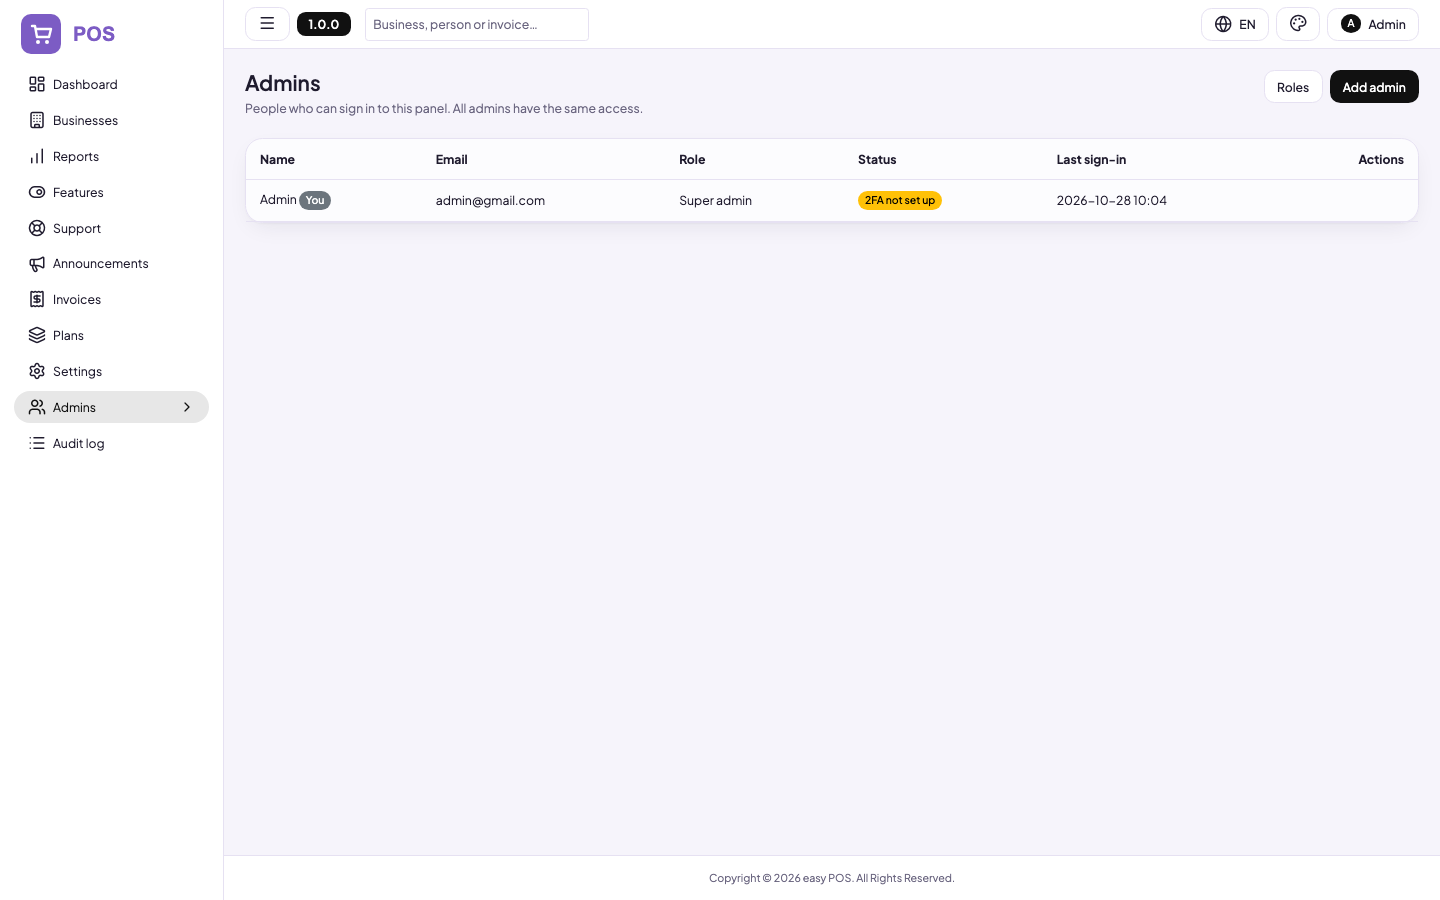 POS
Dashboard
Businesses
Reports
Features
Support
Announcements
Invoices
Plans
Settings
Admins
Audit log
1.0.0
Business, person or invoice...
EN
A Admin
Admins
People who can sign in to this panel. All admins have the same access.
Roles
Add admin
Name Email Role Status Last sign-in Actions
Admin You admin@gmail.com Super admin 2FA not set up 2026-10-28 10:04
Copyright © 2026 easy POS. All Rights Reserved.